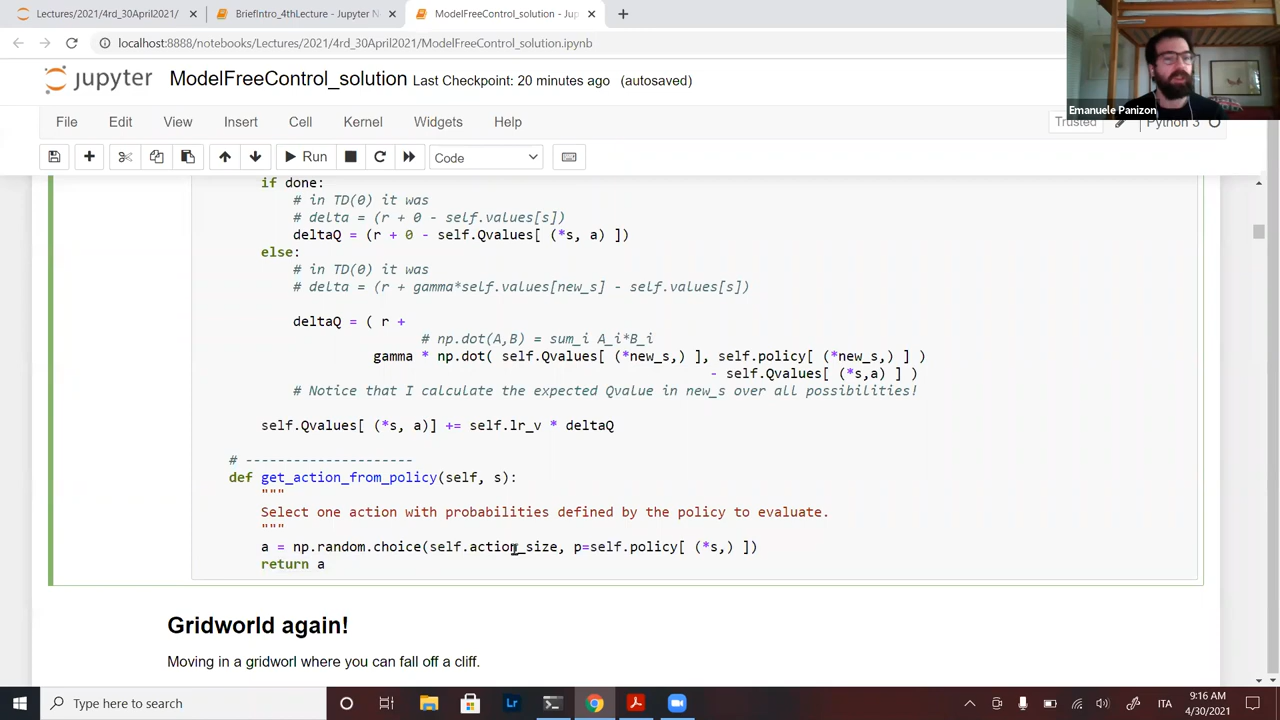 Lectures/2021/4rd_30April2021/
BriefIntro_4thLecture - Jupyter N
ModelFreeControl_solution - Jup
localhost:8888/notebooks/Lectures/2021/4rd_30April2021/ModelFreeControl_solution.ipynb
Emanuele Panizon
jupyter ModelFreeControl_solution Last Checkpoint: 20 minutes ago (autosaved)
File Edit View Insert Cell Kernel Widgets Help Trusted Python 3
Run Code
if done:
# in TD(0) it was
# delta = (r + 0 - self.values[s])
deltaQ = (r + 0 - self.Qvalues[ (*s, a) ])
else:
# in TD(0) it was
# delta = (r + gamma*self.values[new_s] - self.values[s])
deltaQ = ( r +
# np.dot(A,B) = sum_i A_i*B_i
gamma * np.dot( self.Qvalues[ (*new_s,) ], self.policy[ (*new_s,) ] )
- self.Qvalues[ (*s,a) ] )
# Notice that I calculate the expected Qvalue in new_s over all possibilities!
self.Qvalues[ (*s, a)] += self.lr_v * deltaQ
# ---------------------
def get_action_from_policy(self, s):
"""
Select one action with probabilities defined by the policy to evaluate.
"""
a = np.random.choice(self.action_size, p=self.policy[ (*s,) ])
return a
Gridworld again!
Moving in a gridworl where you can fall off a cliff.
Type here to search
Lr
ITA
9:16 AM
4/30/2021